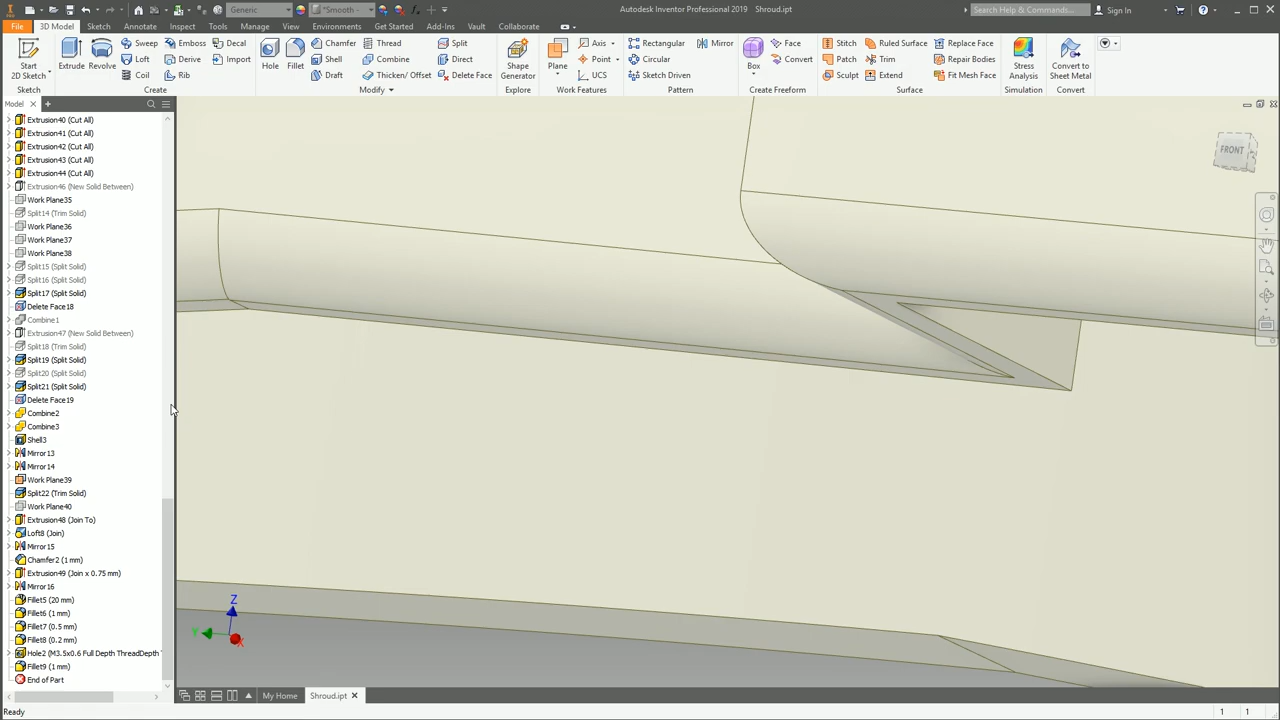 Generic
*Smooth -
Autodesk Inventor Professional 2019 Shroud.ipt
Search Help & Commands...
Sign In
File
3D Model
Sketch
Annotate
Inspect
Tools
Manage
View
Environments
Get Started
Add-Ins
Vault
Collaborate
Start
2D Sketch
Extrude
Revolve
Sweep
Loft
Coil
Emboss
Derive
Rib
Decal
Import
Hole
Fillet
Chamfer
Shell
Draft
Thread
Combine
Thicken/ Offset
Split
Direct
Delete Face
Shape
Generator
Plane
Axis
Point
UCS
Rectangular
Circular
Sketch Driven
Mirror
Box
Face
Convert
Stitch
Patch
Sculpt
Ruled Surface
Trim
Extend
Replace Face
Repair Bodies
Fit Mesh Face
Stress
Analysis
Convert to
Sheet Metal
Sketch
Create
Modify
Explore
Work Features
Pattern
Create Freeform
Surface
Simulation
Convert
Model
Extrusion40 (Cut All)
Extrusion41 (Cut All)
Extrusion42 (Cut All)
Extrusion43 (Cut All)
Extrusion44 (Cut All)
Extrusion46 (New Solid Between)
Work Plane35
Split14 (Trim Solid)
Work Plane36
Work Plane37
Work Plane38
Split15 (Split Solid)
Split16 (Split Solid)
Split17 (Split Solid)
Delete Face18
Combine1
Extrusion47 (New Solid Between)
Split18 (Trim Solid)
Split19 (Split Solid)
Split20 (Split Solid)
Split21 (Split Solid)
Delete Face19
Combine2
Combine3
Shell3
Mirror13
Mirror14
Work Plane39
Split22 (Trim Solid)
Work Plane40
Extrusion48 (Join To)
Loft8 (Join)
Mirror15
Chamfer2 (1 mm)
Extrusion49 (Join x 0.75 mm)
Mirror16
Fillet5 (20 mm)
Fillet6 (1 mm)
Fillet7 (0.5 mm)
Fillet8 (0.2 mm)
Hole2 (M3.5x0.6 Full Depth ThreadDepth
Fillet9 (1 mm)
End of Part
FRONT
Z
Y
X
My Home
Shroud.ipt
Ready
1
1